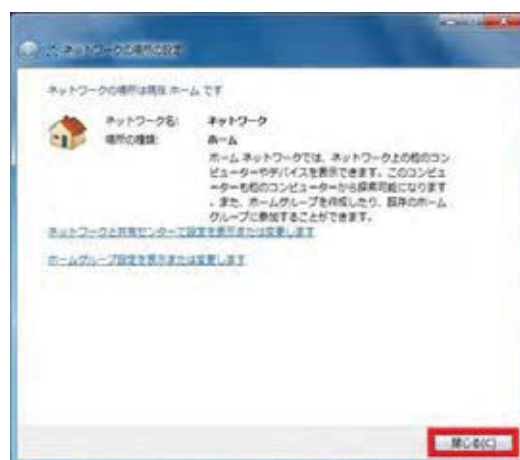 ネットワークの場所の設定
ネットワークの場所は現在 ホーム です
ネットワーク名: ネットワーク
場所の種類: ホーム
ホーム ネットワークでは、ネットワーク上の他のコン
ピューターやデバイスを表示できます。このコンピュ
ーターも他のコンピューターから探索可能になります
。また、ホームグループを作成したり、既存のホーム
グループに参加することができます。
ネットワークと共有センターで設定を表示または変更します
ホームグループ設定を表示または変更します
閉じる(C)